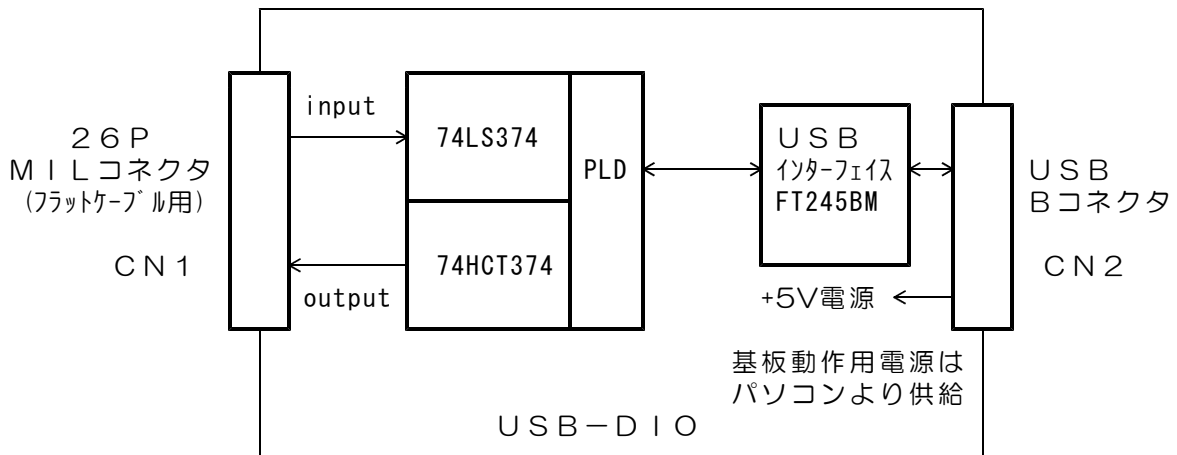 ２６Ｐ
ＭＩＬコネクタ
(ﾌﾗｯﾄｹｰﾌﾞﾙ用)
ＣＮ１
input
output
74LS374
74HCT374
PLD
ＵＳＢ
ｲﾝﾀｰﾌｪｲｽ
FT245BM
ＵＳＢ
Ｂコネクタ
ＣＮ２
+5V電源
基板動作用電源は
パソコンより供給
ＵＳＢ－ＤＩＯ